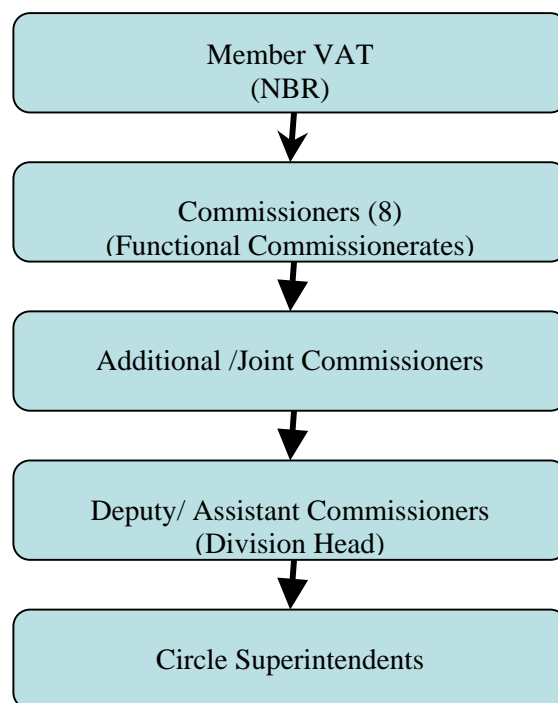 Member VAT
(NBR)
Commissioners (8)
(Functional Commissionerates)
Additional /Joint Commissioners
Deputy/ Assistant Commissioners
(Division Head)
Circle Superintendents